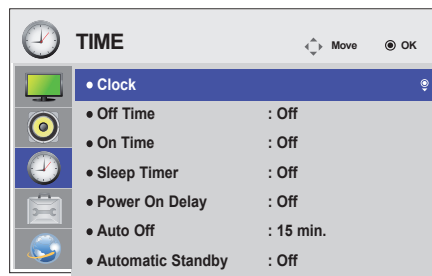 TIME
Move
OK
● Clock
● Off Time : Off
● On Time : Off
● Sleep Timer : Off
● Power On Delay : Off
● Auto Off : 15 min.
● Automatic Standby : Off